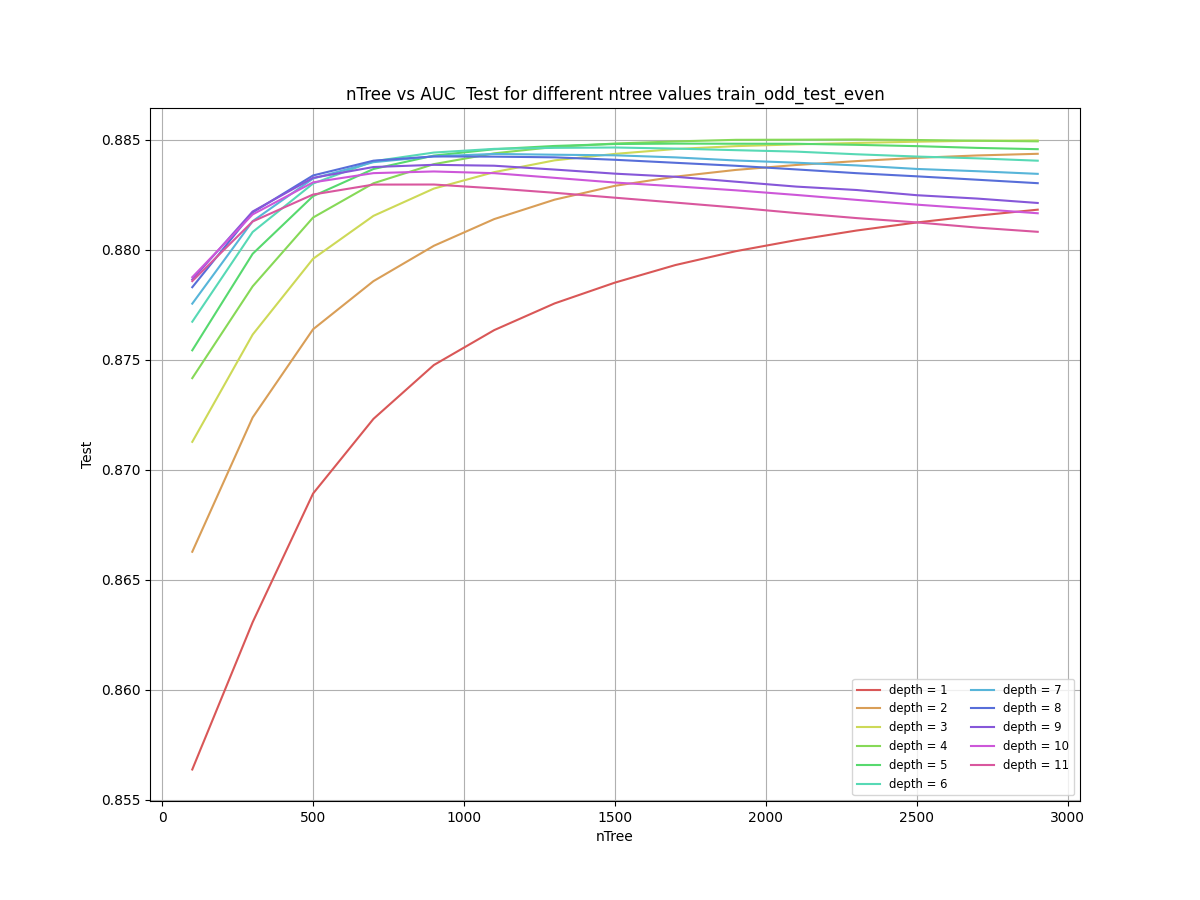 nTree vs AUC  Test for different ntree values train_odd_test_even
0.885
0.880
0.875
0.870
0.865
0.860
0.855
Test
0
500
1000
1500
2000
2500
3000
nTree
depth = 1
depth = 2
depth = 3
depth = 4
depth = 5
depth = 6
depth = 7
depth = 8
depth = 9
depth = 10
depth = 11